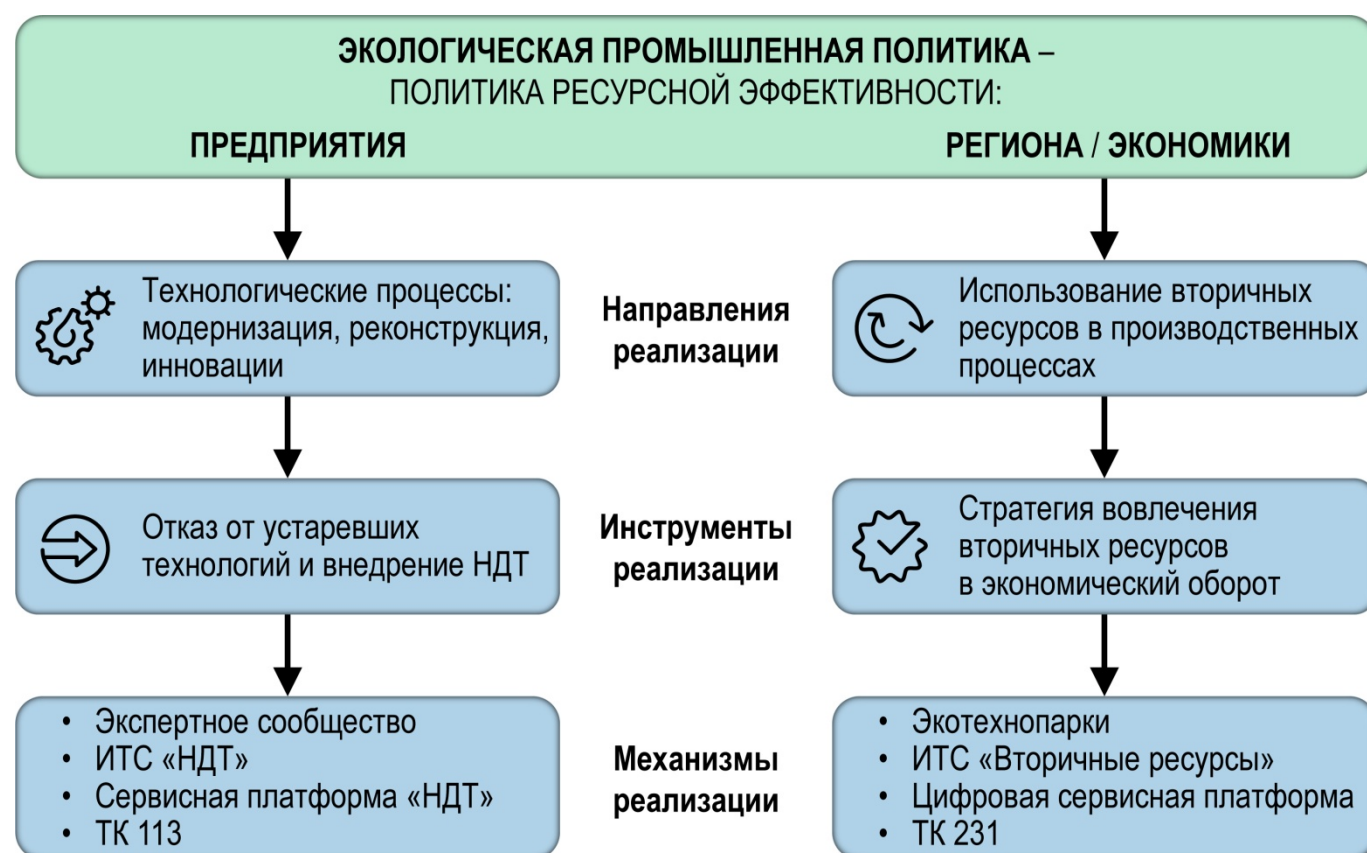 ЭКОЛОГИЧЕСКАЯ ПРОМЫШЛЕННАЯ ПОЛИТИКА –
ПОЛИТИКА РЕСУРСНОЙ ЭФФЕКТИВНОСТИ:
ПРЕДПРИЯТИЯ
РЕГИОНА / ЭКОНОМИКИ
Технологические процессы:
модернизация, реконструкция,
инновации
Направления
реализации
Использование вторичных
ресурсов в производственных
процессах
Отказ от устаревших
технологий и внедрение НДТ
Инструменты
реализации
Стратегия вовлечения
вторичных ресурсов
в экономический оборот
• Экспертное сообщество
• ИТС «НДТ»
• Сервисная платформа «НДТ»
• ТК 113
Механизмы
реализации
• Экотехнопарки
• ИТС «Вторичные ресурсы»
• Цифровая сервисная платформа
• ТК 231